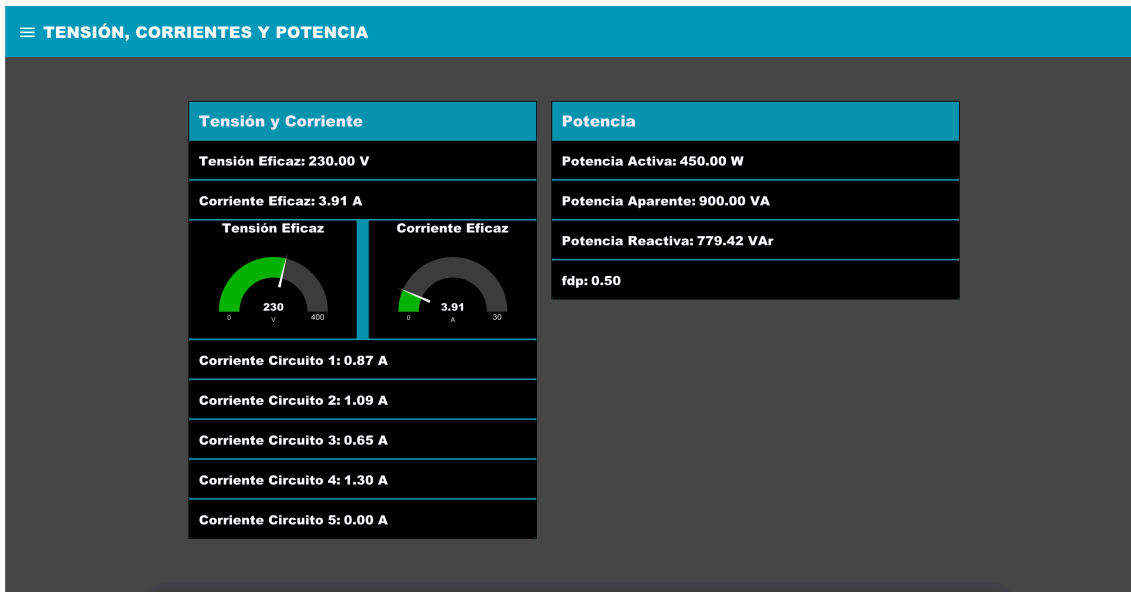 TENSIÓN, CORRIENTES Y POTENCIA
Tensión y Corriente
Tensión Eficaz: 230.00 V
Corriente Eficaz: 3.91 A
Tensión Eficaz
230
V
0
400
Corriente Eficaz
3.91
A
0
30
Corriente Circuito 1: 0.87 A
Corriente Circuito 2: 1.09 A
Corriente Circuito 3: 0.65 A
Corriente Circuito 4: 1.30 A
Corriente Circuito 5: 0.00 A
Potencia
Potencia Activa: 450.00 W
Potencia Aparente: 900.00 VA
Potencia Reactiva: 779.42 VAr
fdp: 0.50